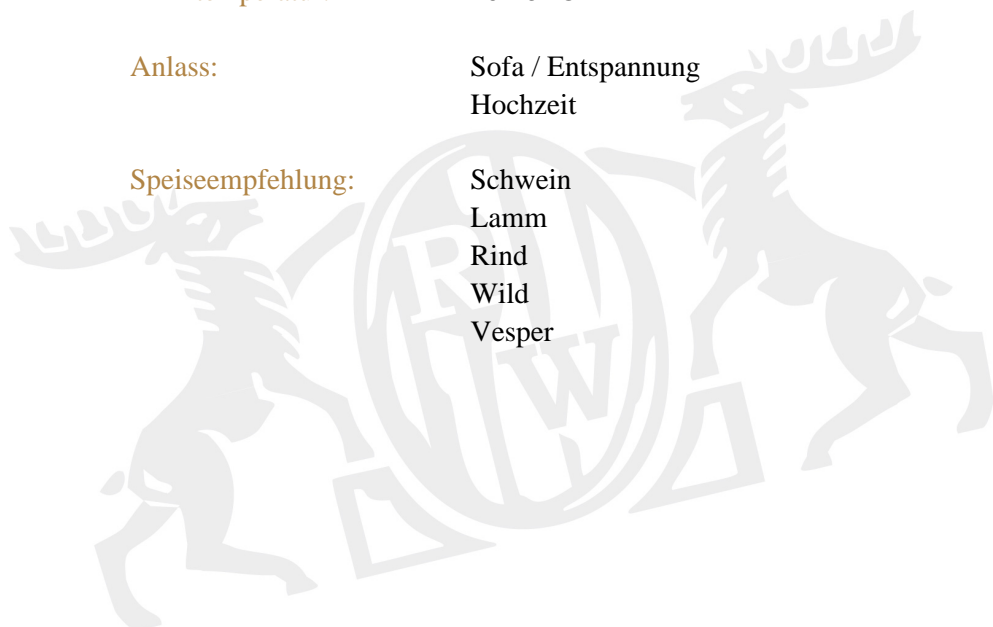 Anlass: Sofa / Entspannung
Hochzeit
Speiseempfehlung: Schwein
Lamm
Rind
Wild
Vesper
R W